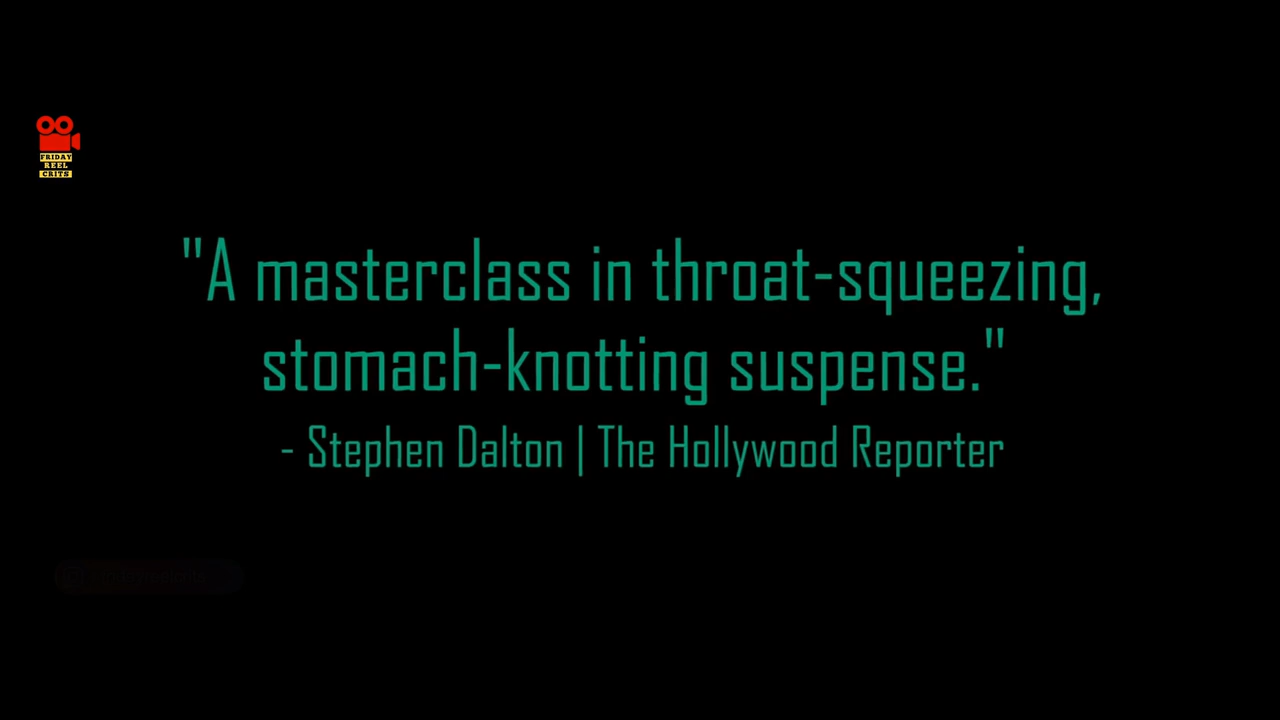 FRIDAY
REEL
CRITS
"A masterclass in throat-squeezing,
stomach-knotting suspense."
- Stephen Dalton | The Hollywood Reporter